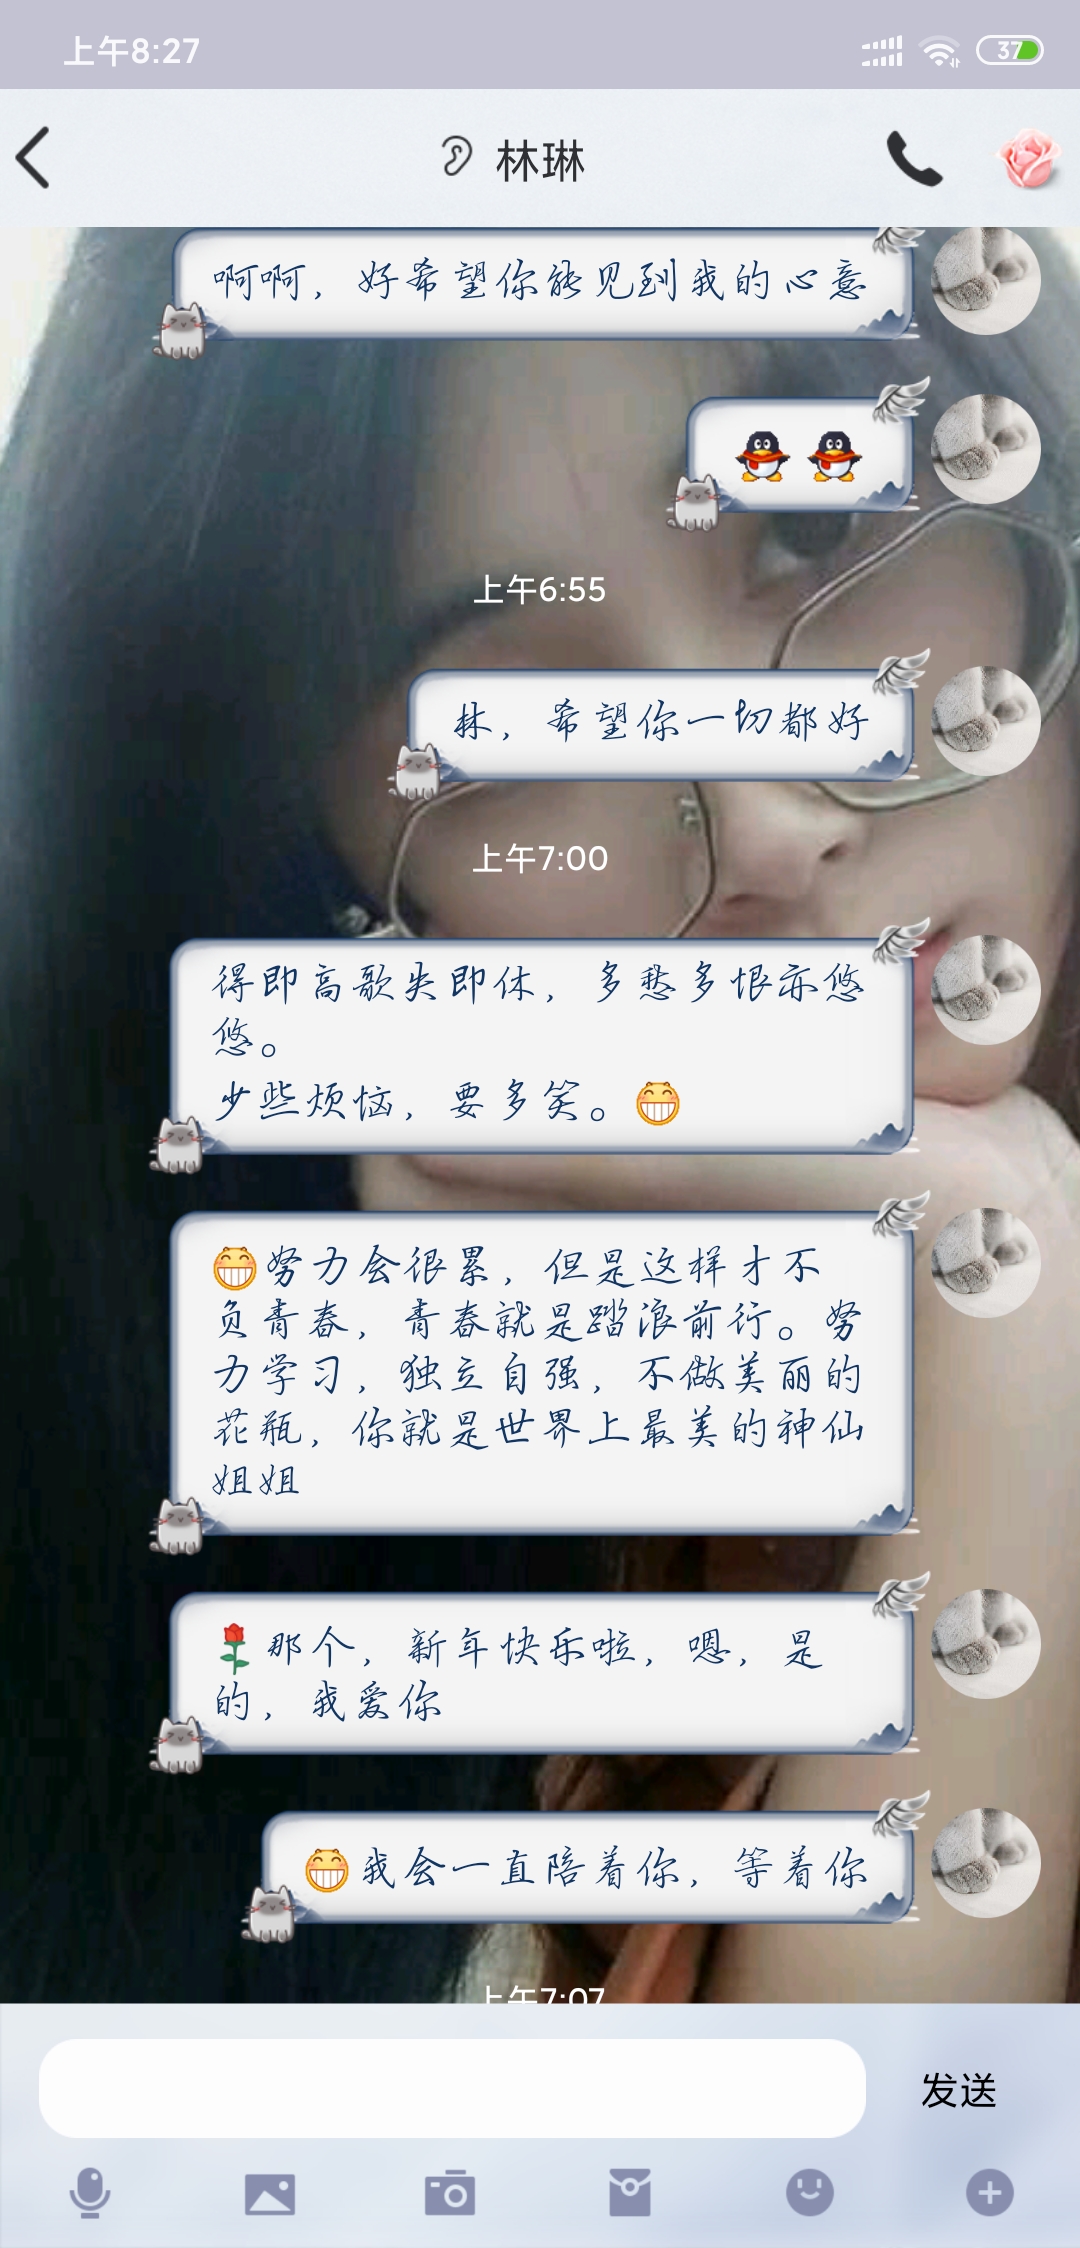 上午8:27
37
林琳
啊啊，好希望你能见到我的心意
上午6:55
林，希望你一切都好
上午7:00
得即高歌失即休，多愁多恨亦悠
悠。
少些烦恼，要多笑。
努力会很累，但是这样才不
负青春，青春就是踏浪前行。努
力学习，独立自强，不做美丽的
花瓶，你就是世界上最美的神仙
姐姐
那个，新年快乐啦，嗯，是
的，我爱你
我会一直陪着你，等着你
上午7:07
发送